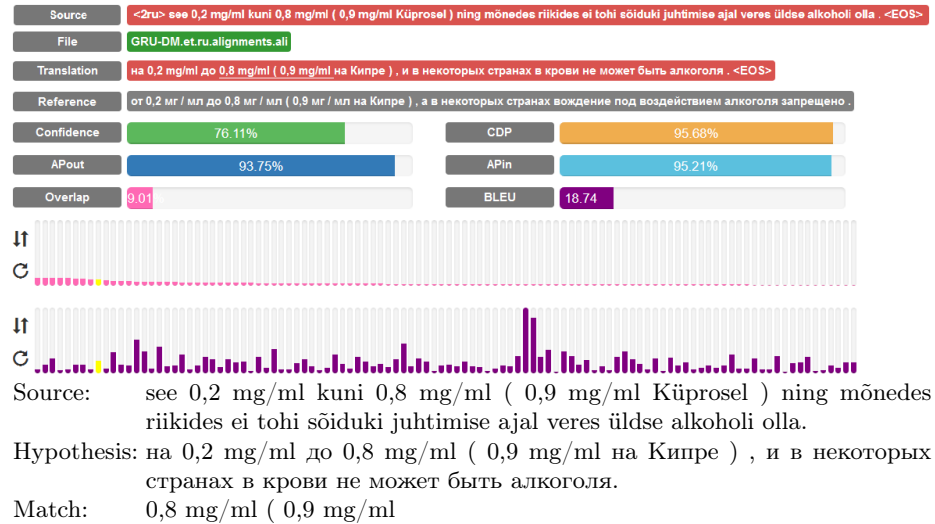 Source <2ru> see 0,2 mg/ml kuni 0,8 mg/ml ( 0,9 mg/ml Küprosel ) ning mõnedes riikides ei tohi sõiduki juhtimise ajal veres üldse alkoholi olla . <EOS>
File GRU-DM.et.ru.alignments.ali
Translation на 0,2 mg/ml до 0,8 mg/ml ( 0,9 mg/ml на Кипре ) , и в некоторых странах в крови не может быть алкоголя . <EOS>
Reference от 0,2 мг / мл до 0,8 мг / мл ( 0,9 мг / мл на Кипре ) , а в некоторых странах вождение под воздействием алкоголя запрещено .
Confidence 76.11% CDP 95.68%
APout 93.75% APin 95.21%
Overlap 9.01 BLEU 18.74
Source: see 0,2 mg/ml kuni 0,8 mg/ml ( 0,9 mg/ml Küprosel ) ning mõnedes
riikides ei tohi sõiduki juhtimise ajal veres üldse alkoholi olla.
Hypothesis: на 0,2 mg/ml до 0,8 mg/ml ( 0,9 mg/ml на Кипре ) , и в некоторых
странах в крови не может быть алкоголя.
Match: 0,8 mg/ml ( 0,9 mg/ml